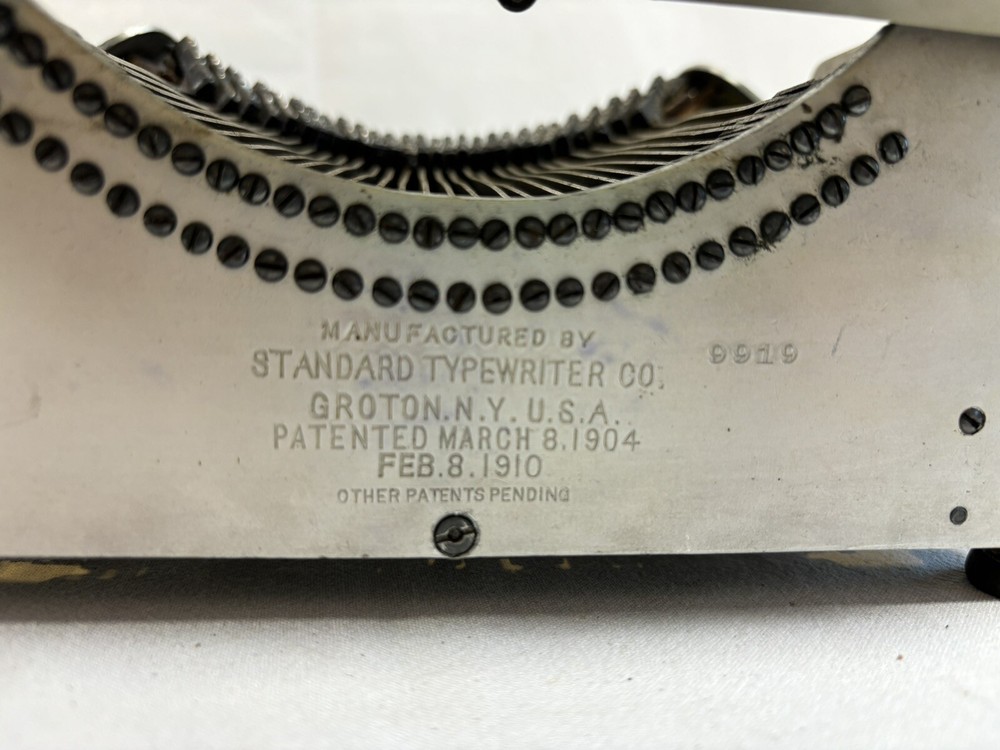 MANUFACTURED BY
STANDARD TYPEWRITER CO.
9919
GROTON.N.Y. U.S.A.
PATENTED MARCH 8.1904
FEB.8.1910
OTHER PATENTS PENDING